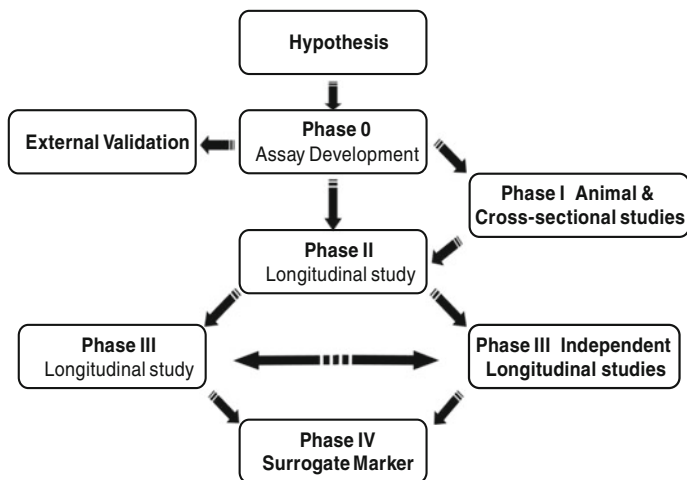 Hypothesis
Phase 0
Assay Development
External Validation
Phase I Animal &
Cross-sectional studies
Phase II
Longitudinal study
Phase III
Longitudinal study
Phase III Independent
Longitudinal studies
Phase IV
Surrogate Marker